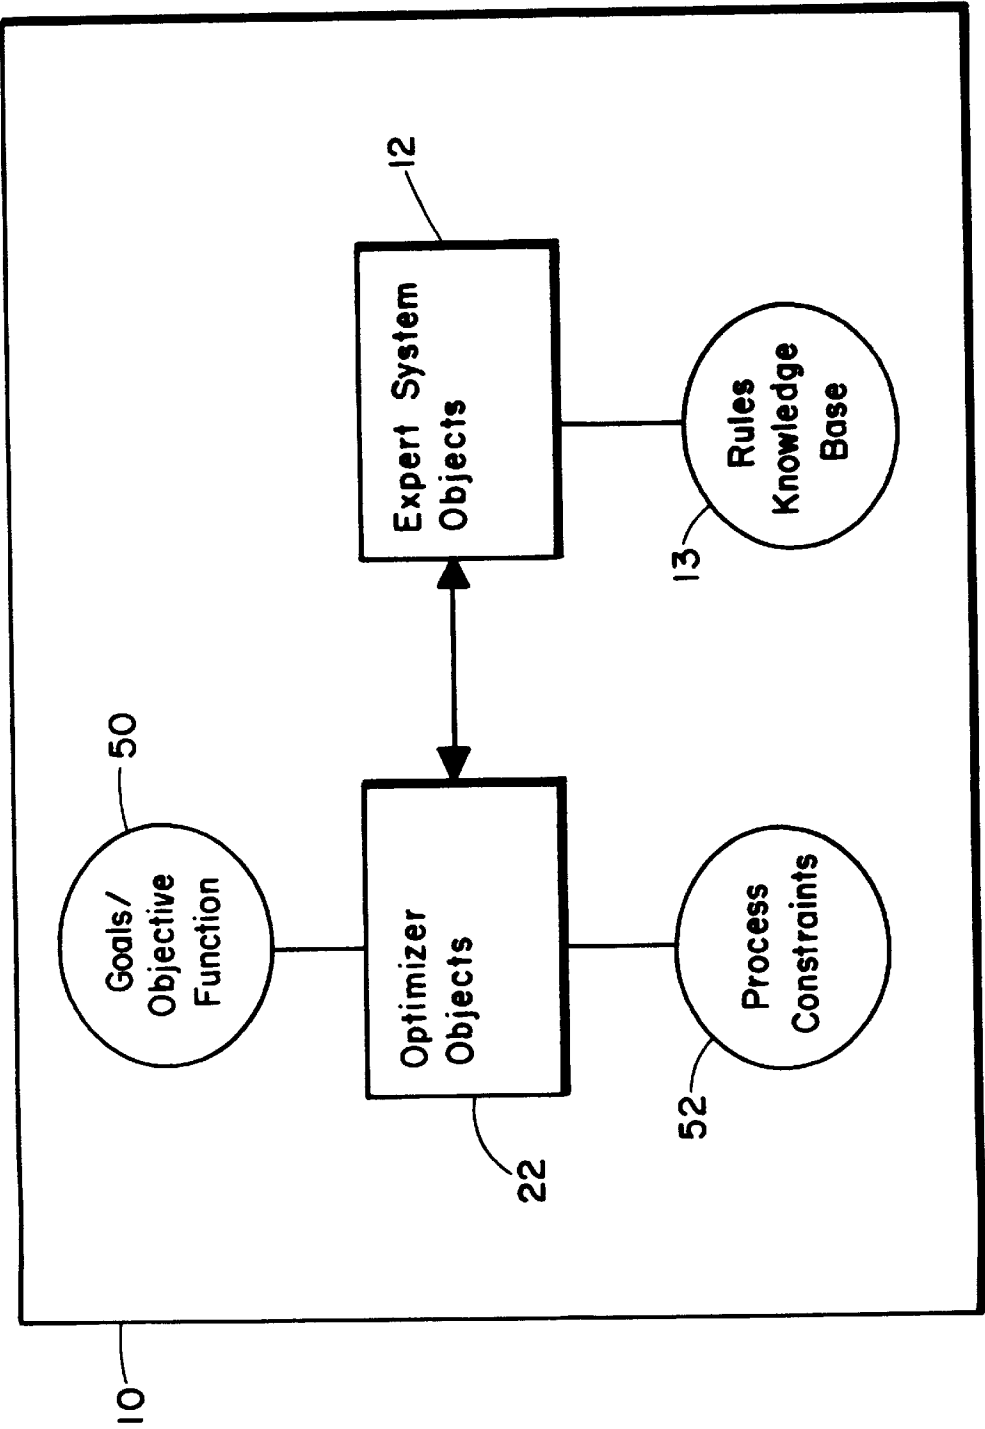 10
50
Goals/
Objective
Function
Optimizer
Objects
22
52
Process
Constraints
12
Expert System
Objects
13
Rules
Knowledge
Base